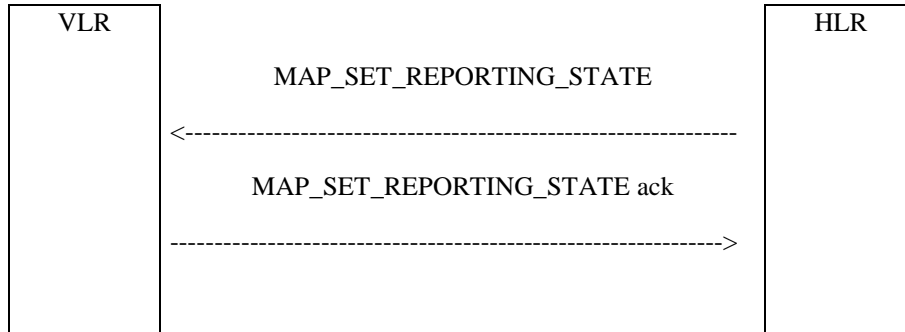 VLR HLR
MAP_SET_REPORTING_STATE
<---------------------------------------------------------------
MAP_SET_REPORTING_STATE ack
--------------------------------------------------------------->